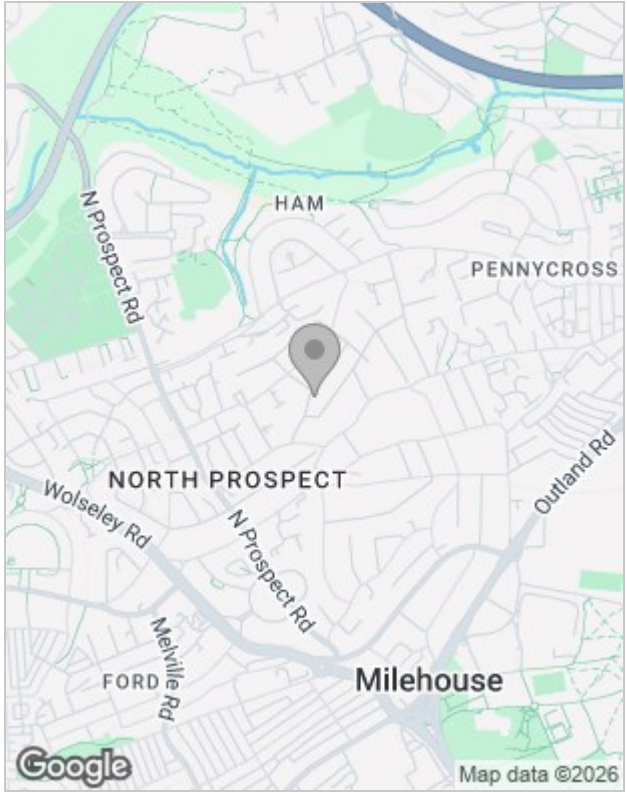 HAM
N Prospect Rd
PENNYCROSS
NORTH PROSPECT
Outland Rd
Wolseley Rd
N Prospect Rd
Melville Rd
FORD
Milehouse
Google
Map data ©2026